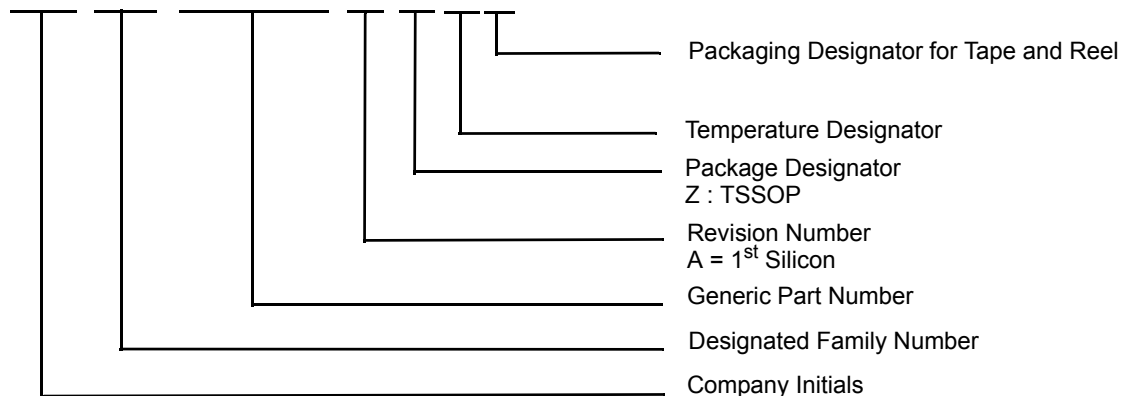 Packaging Designator for Tape and Reel
Temperature Designator
Package Designator
Z : TSSOP
Revision Number
A = 1st Silicon
Generic Part Number
Designated Family Number
Company Initials